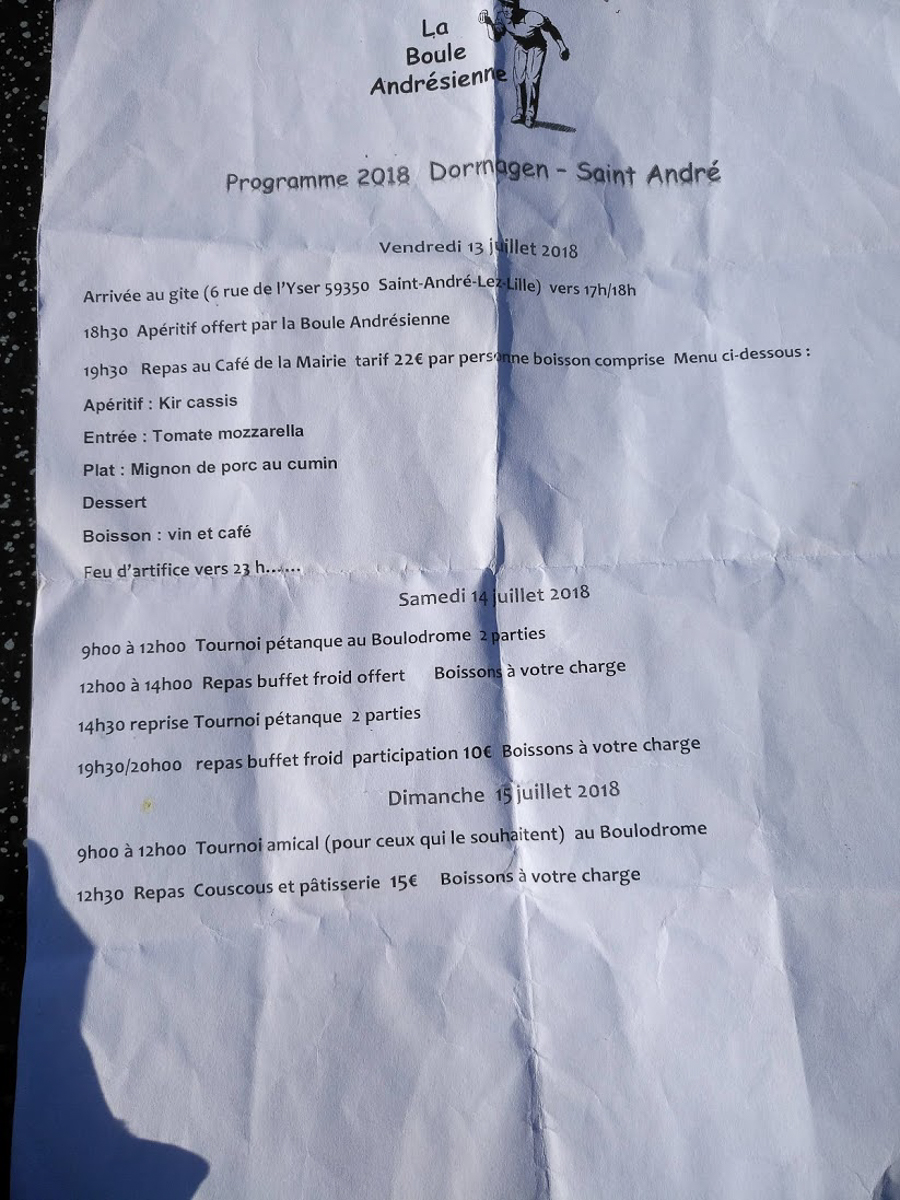 La
Boule
Andrésienne
Programme 2018 Dormagen - Saint André
Vendredi 13 juillet 2018
Arrivée au gite (6 rue de l'Yser 59350 Saint-André-Lez-Lille) vers 17h/18h
18h30 Apéritif offert par la Boule Andrésienne
19h30 Repas au Café de la Mairie tarif 22€ par personne boisson comprise Menu ci-dessous :
Apéritif : Kir cassis
Entrée : Tomate mozzarella
Plat : Mignon de porc au cumin
Dessert
Boisson : vin et café
Feu d'artifice vers 23 h......
Samedi 14 juillet 2018
9h00 à 12h00 Tournoi pétanque au Boulodrome 2 parties
12h00 à 14h00 Repas buffet froid offert Boissons à votre charge
14h30 reprise Tournoi pétanque 2 parties
19h30/20h00 repas buffet froid participation 10€ Boissons à votre charge
Dimanche 15 juillet 2018
9h00 à 12h00 Tournoi amical (pour ceux qui le souhaitent) au Boulodrome
12h30 Repas Couscous et pâtisserie 15€ Boissons à votre charge